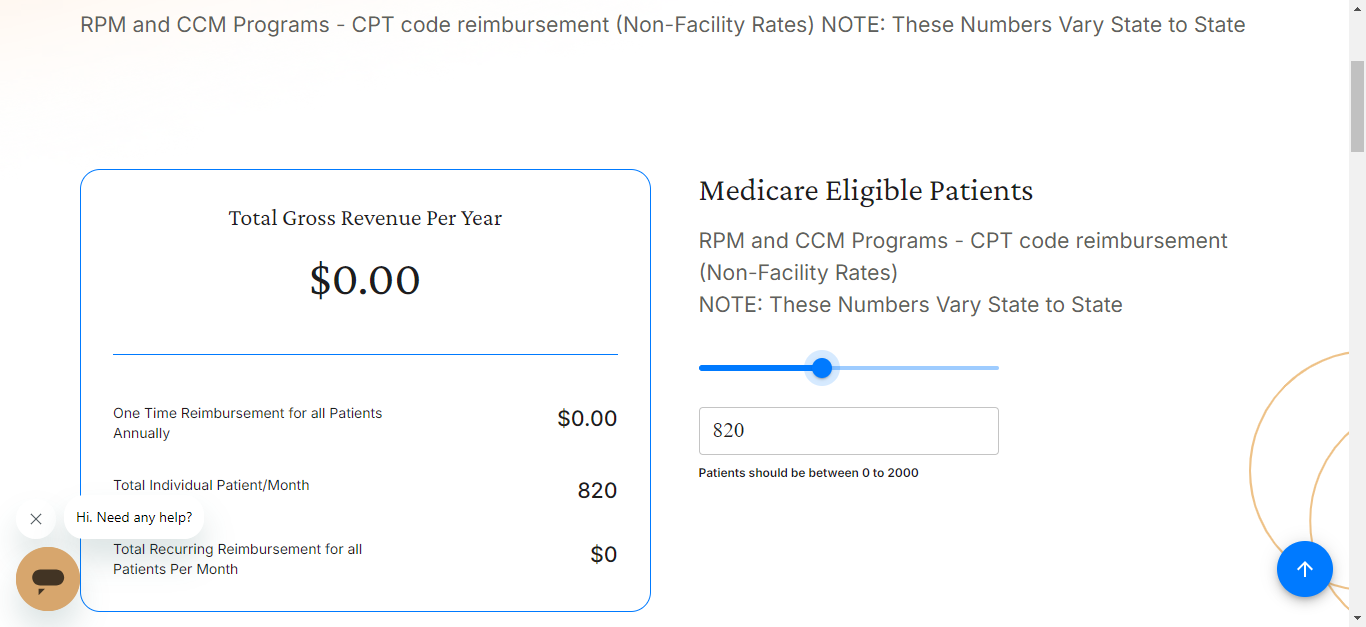 RPM and CCM Programs - CPT code reimbursement (Non-Facility Rates) NOTE: These Numbers Vary State to State
Total Gross Revenue Per Year
$0.00
One Time Reimbursement for all Patients
Annually
$0.00
Total Individual Patient/Month
820
Total Recurring Reimbursement for all
Patients Per Month
$0
Medicare Eligible Patients
RPM and CCM Programs - CPT code reimbursement
(Non-Facility Rates)
NOTE: These Numbers Vary State to State
820
Patients should be between 0 to 2000
Hi. Need any help?